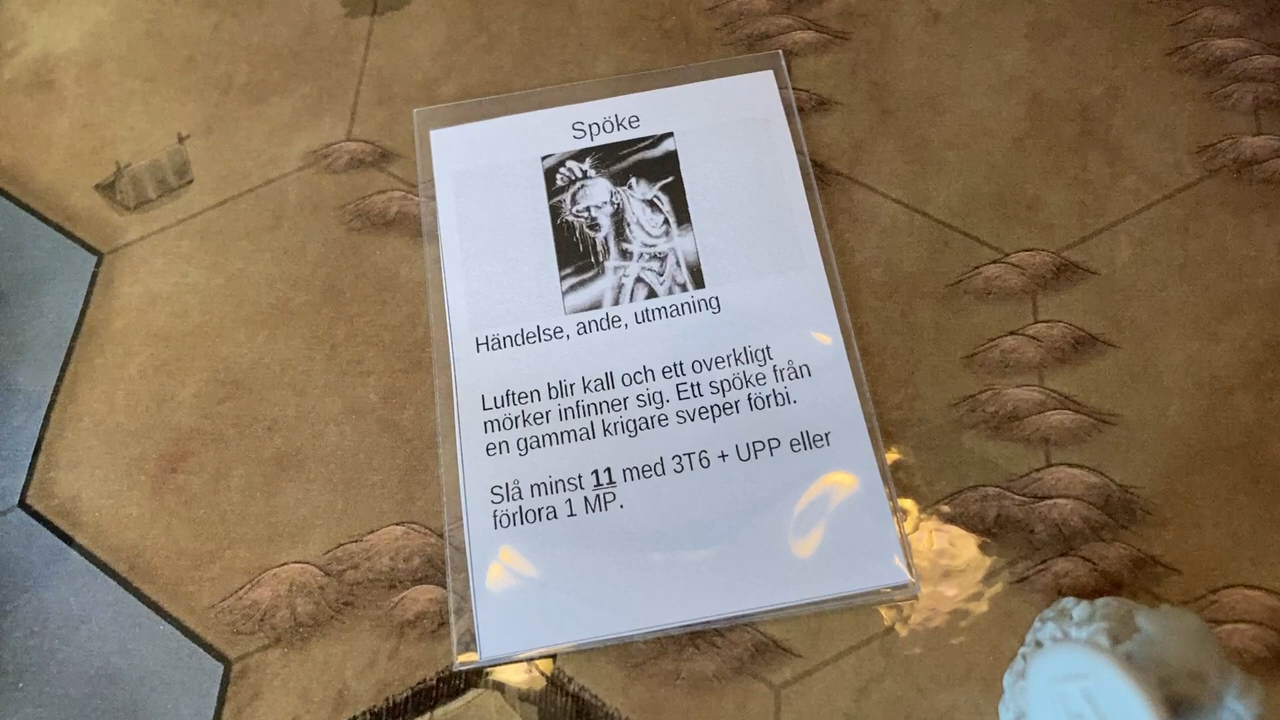 Spöke
Händelse, ande, utmaning
Luften blir kall och ett overkligt
mörker infinner sig. Ett spöke från
en gammal krigare sveper förbi.
Slå minst 11 med 3T6 + UPP eller
förlora 1 MP.